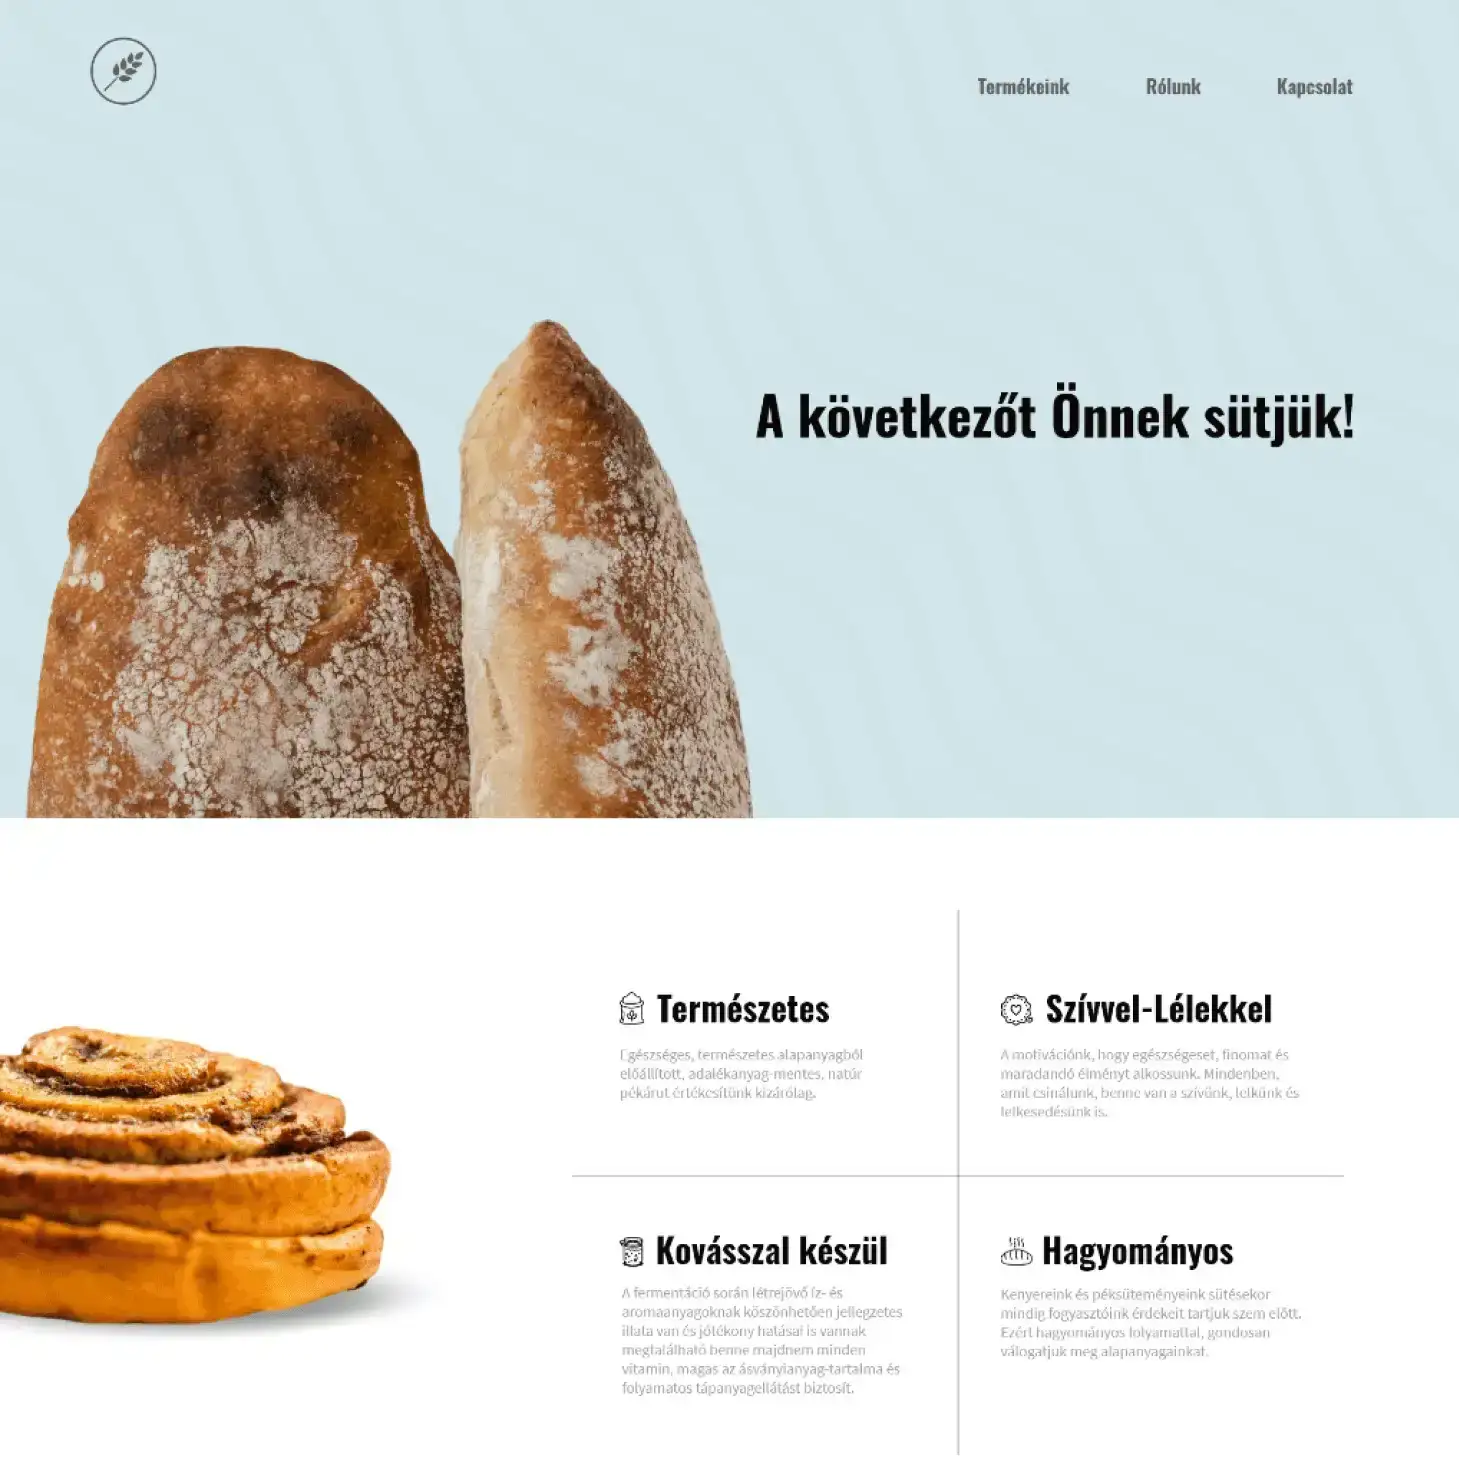 Termékeink
Rólunk
Kapcsolat
A következőt Önnek sütjük!
Természetes
Egészséges, természetes alapanyagból
előállított, adalékanyag-mentes, natúr
pékárut értékesítünk kizárólag.
Szívvel-Lélekkel
A motivációnk, hogy egészségeset, finomat és
maradandó élményt alkossunk. Mindenben,
amit csinálunk, benne van a szívünk, lelkünk és
lelkesedésünk is.
Kovásszal készül
A fermentáció során létrejövő íz- és
aromaanyagoknak köszönhetően jellegzetes
illata van és jótékony hatásai is vannak
megtalálható benne majdnem minden
vitamin, magas az ásványianyag-tartalma és
folyamatos tápanyagellátást biztosít.
Hagyományos
Kenyereink és péksüteményeink sütésekor
mindig fogyasztóink érdekeit tartjuk szem előtt.
Ezért hagyományos folyamattal, gondosan
válogatjuk meg alapanyagainkat.